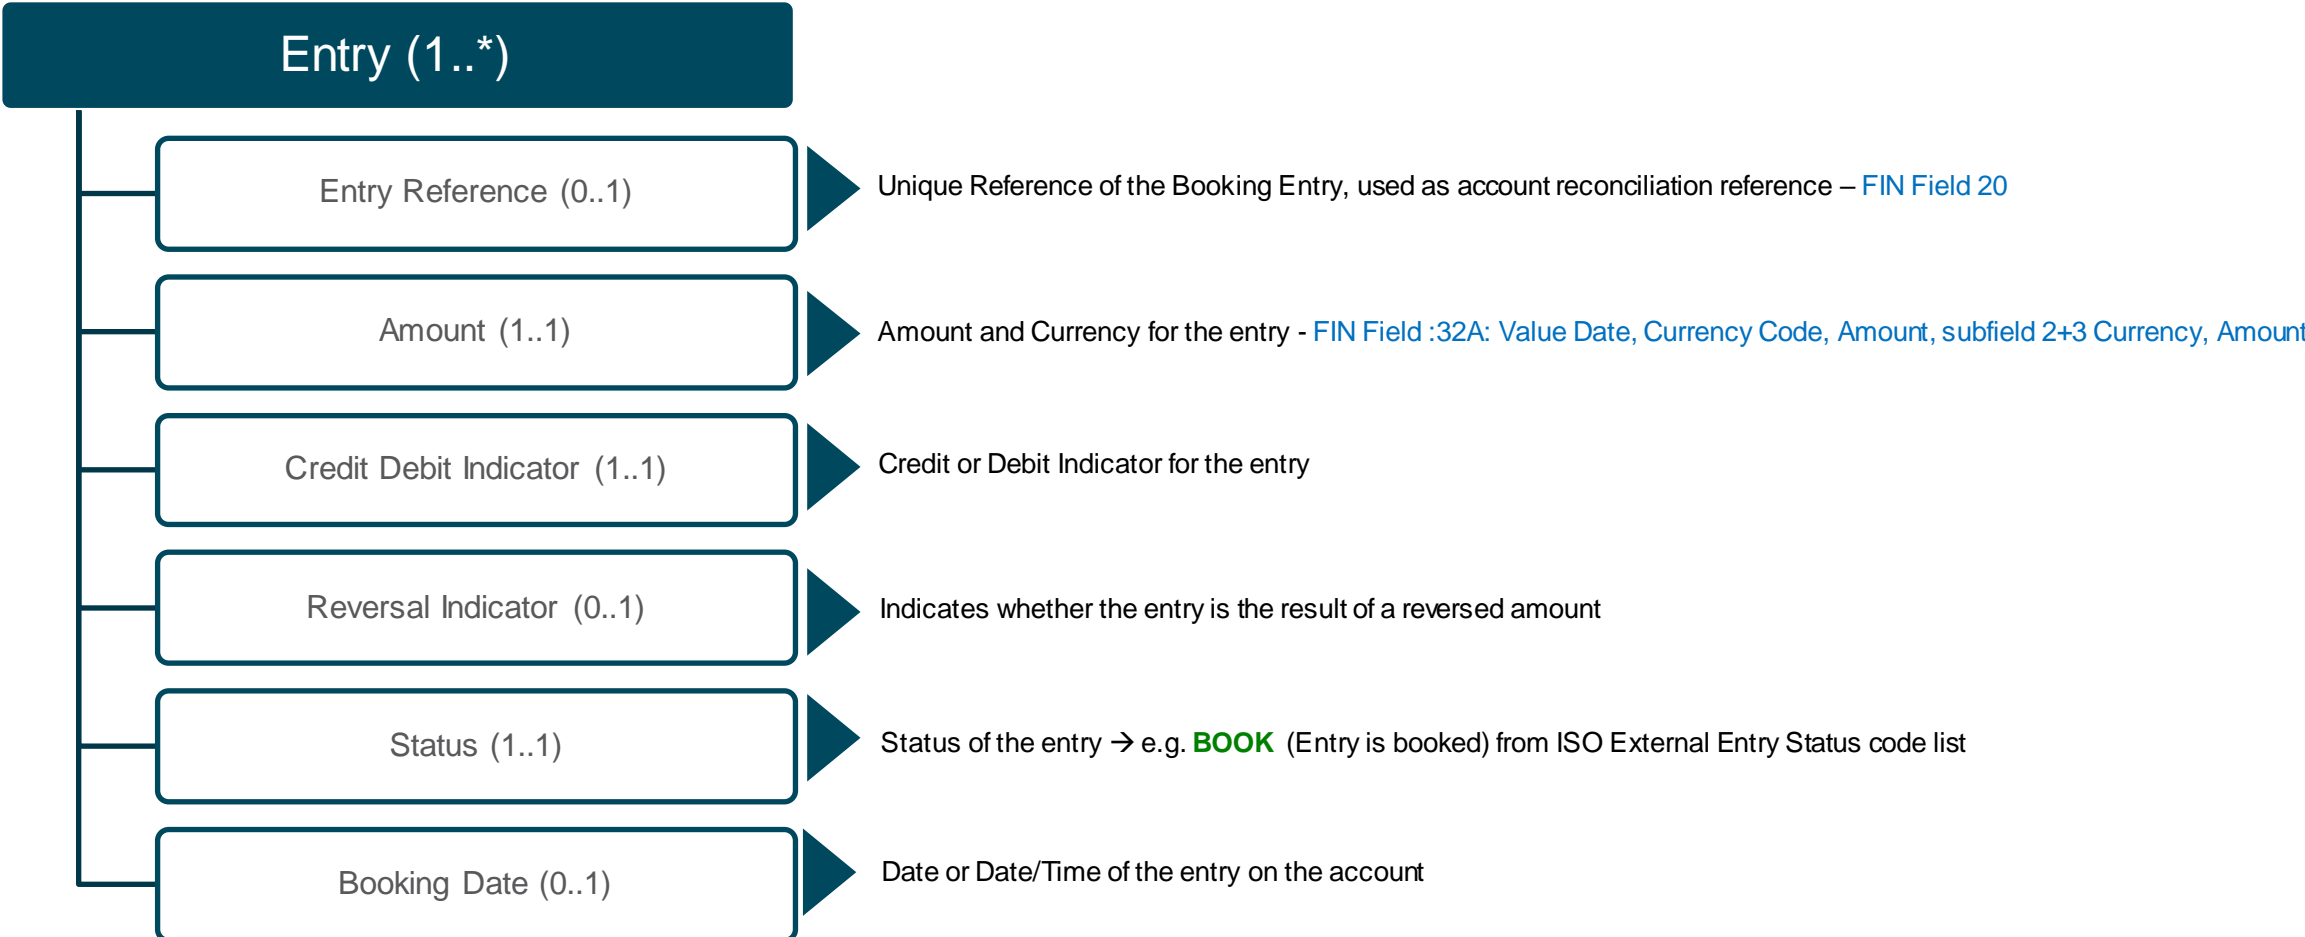 Entry (1..*)
Entry Reference (0..1)
Unique Reference of the Booking Entry, used as account reconciliation reference – FIN Field 20
Amount (1..1)
Amount and Currency for the entry - FIN Field :32A: Value Date, Currency Code, Amount, subfield 2+3 Currency, Amount
Credit Debit Indicator (1..1)
Credit or Debit Indicator for the entry
Reversal Indicator (0..1)
Indicates whether the entry is the result of a reversed amount
Status (1..1)
Status of the entry → e.g. BOOK (Entry is booked) from ISO External Entry Status code list
Booking Date (0..1)
Date or Date/Time of the entry on the account